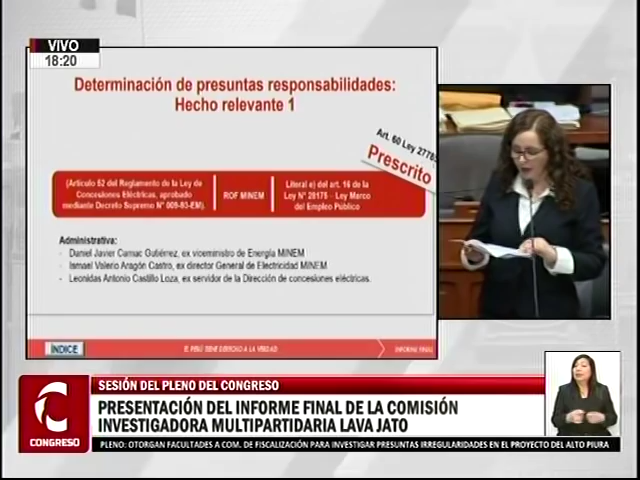 VIVO
18:20
Determinación de presuntas responsabilidades:
Hecho relevante 1
Art. 60 Ley 27785
Prescrito
(Artículo 52 del Reglamento de la Ley de
Concesiones Eléctricas, aprobado
mediante Decreto Supremo N° 009-93-EM).
ROF MINEM
Literal e) del art. 16 de la
Ley N° 28175 – Ley Marco
del Empleo Público
Administrativa:
- Daniel Javier Camac Gutiérrez, ex viceministro de Energía MINEM
- Ismael Valerio Aragón Castro, ex director General de Electricidad MINEM
- Leonidas Antonio Castillo Loza, ex servidor de la Dirección de concesiones eléctricas.
ÍNDICE
EL PERÚ TIENE DERECHO A LA VERDAD
INFORME FINAL
SESIÓN DEL PLENO DEL CONGRESO
PRESENTACIÓN DEL INFORME FINAL DE LA COMISIÓN
INVESTIGADORA MULTIPARTIDARIA LAVA JATO
CONGRESO
PLENO: OTORGAN FACULTADES A COM. DE FISCALIZACIÓN PARA INVESTIGAR PRESUNTAS IRREGULARIDADES EN EL PROYECTO DEL ALTO PIURA